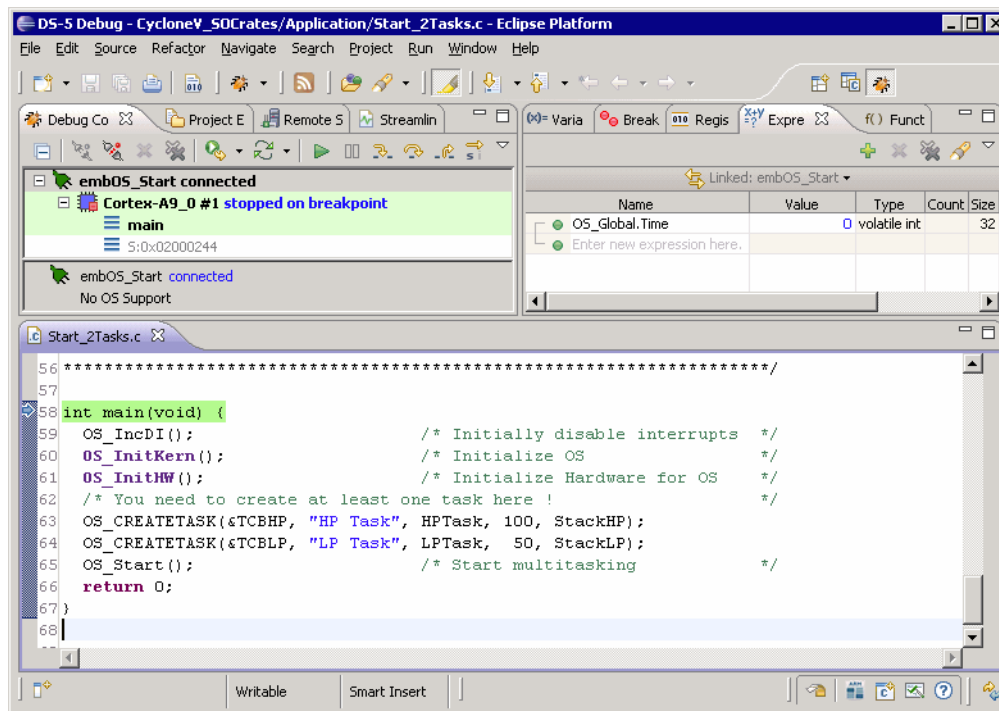 DS-5 Debug - CycloneV_SOCrates/Application/Start_2Tasks.c - Eclipse Platform
File Edit Source Refactor Navigate Search Project Run Window Help
Debug Co Project E Remote S Streamlin
(x)= Varia Break Regis Expre f() Funct
embOS_Start connected
Cortex-A9_0 #1 stopped on breakpoint
main
S:0x02000244
embOS_Start connected
No OS Support
Linked: embOS_Start
Name Value Type Count Size
OS_Global.Time 0 volatile int 32
Enter new expression here.
Start_2Tasks.c
56 *********************************************************************/
57
58 int main(void) {
59 OS_IncDI(); /* Initially disable interrupts */
60 OS_InitKern(); /* Initialize OS */
61 OS_InitHW(); /* Initialize Hardware for OS */
62 /* You need to create at least one task here ! */
63 OS_CREATETASK(&TCBHP, "HP Task", HPTask, 100, StackHP);
64 OS_CREATETASK(&TCBLP, "LP Task", LPTask, 50, StackLP);
65 OS_Start(); /* Start multitasking */
66 return 0;
67 }
68
Writable Smart Insert